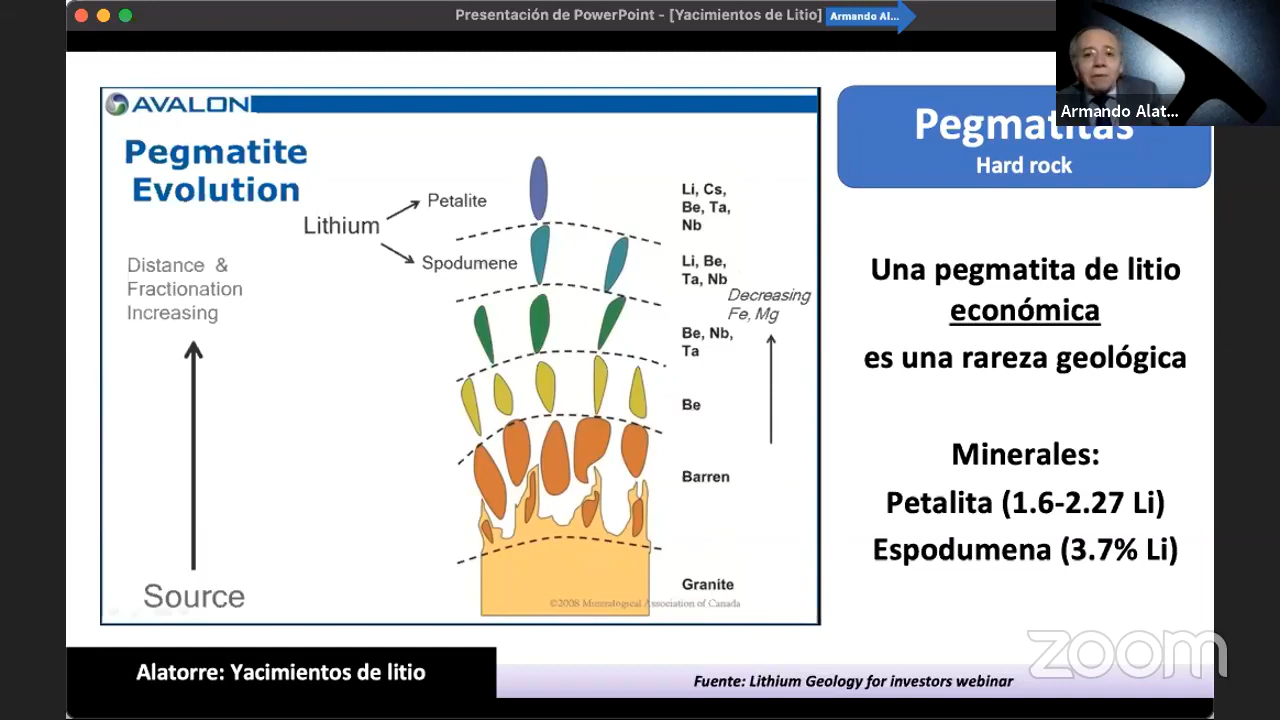 Presentación de PowerPoint - [Yacimientos de Litio]
Armando Al...
Armando Alat...
AVALON
Pegmatite
Evolution
Lithium
Petalite
Spodumene
Distance &
Fractionation
Increasing
Source
Li, Cs,
Be, Ta,
Nb
Li, Be,
Ta, Nb
Decreasing
Fe, Mg
Be, Nb,
Ta
Be
Barren
Granite
©2008 Mineralogical Association of Canada
Pegmatitas
Hard rock
Una pegmatita de litio
económica
es una rareza geológica
Minerales:
Petalita (1.6-2.27 Li)
Espodumena (3.7% Li)
Alatorre: Yacimientos de litio
Fuente: Lithium Geology for investors webinar
zoom